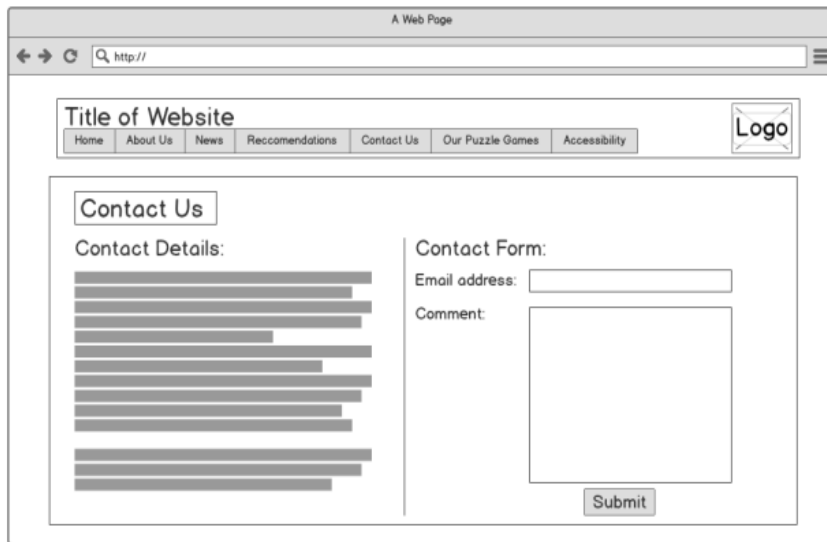 A Web Page
http://
Title of Website
Logo
Home About Us News Reccomendations Contact Us Our Puzzle Games Accessibility
Contact Us
Contact Details:
Contact Form:
Email address:
Comment:
Submit